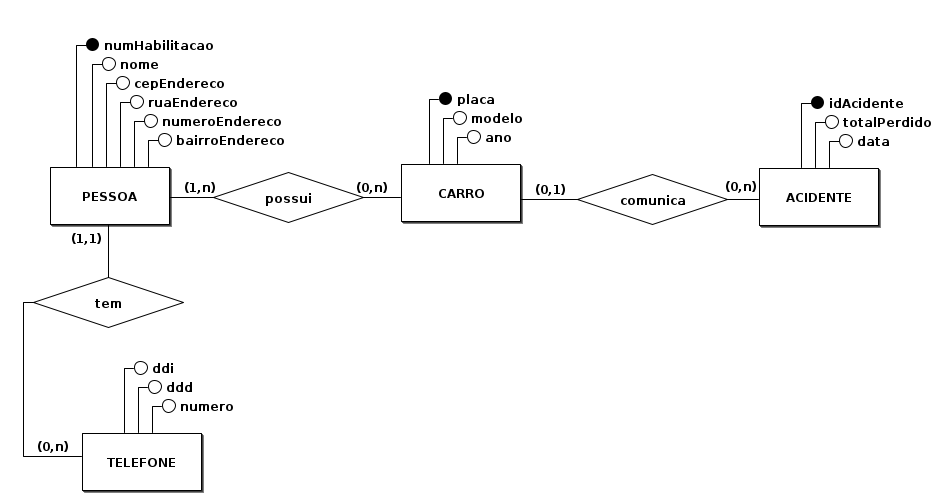 numHabilitacao
nome
cepEndereco
ruaEndereco
numeroEndereco
bairroEndereco
PESSOA
(1,n)
possui
(0,n)
placa
modelo
ano
CARRO
(0,1)
comunica
(0,n)
idAcidente
totalPerdido
data
ACIDENTE
(1,1)
tem
(0,n)
ddi
ddd
numero
TELEFONE